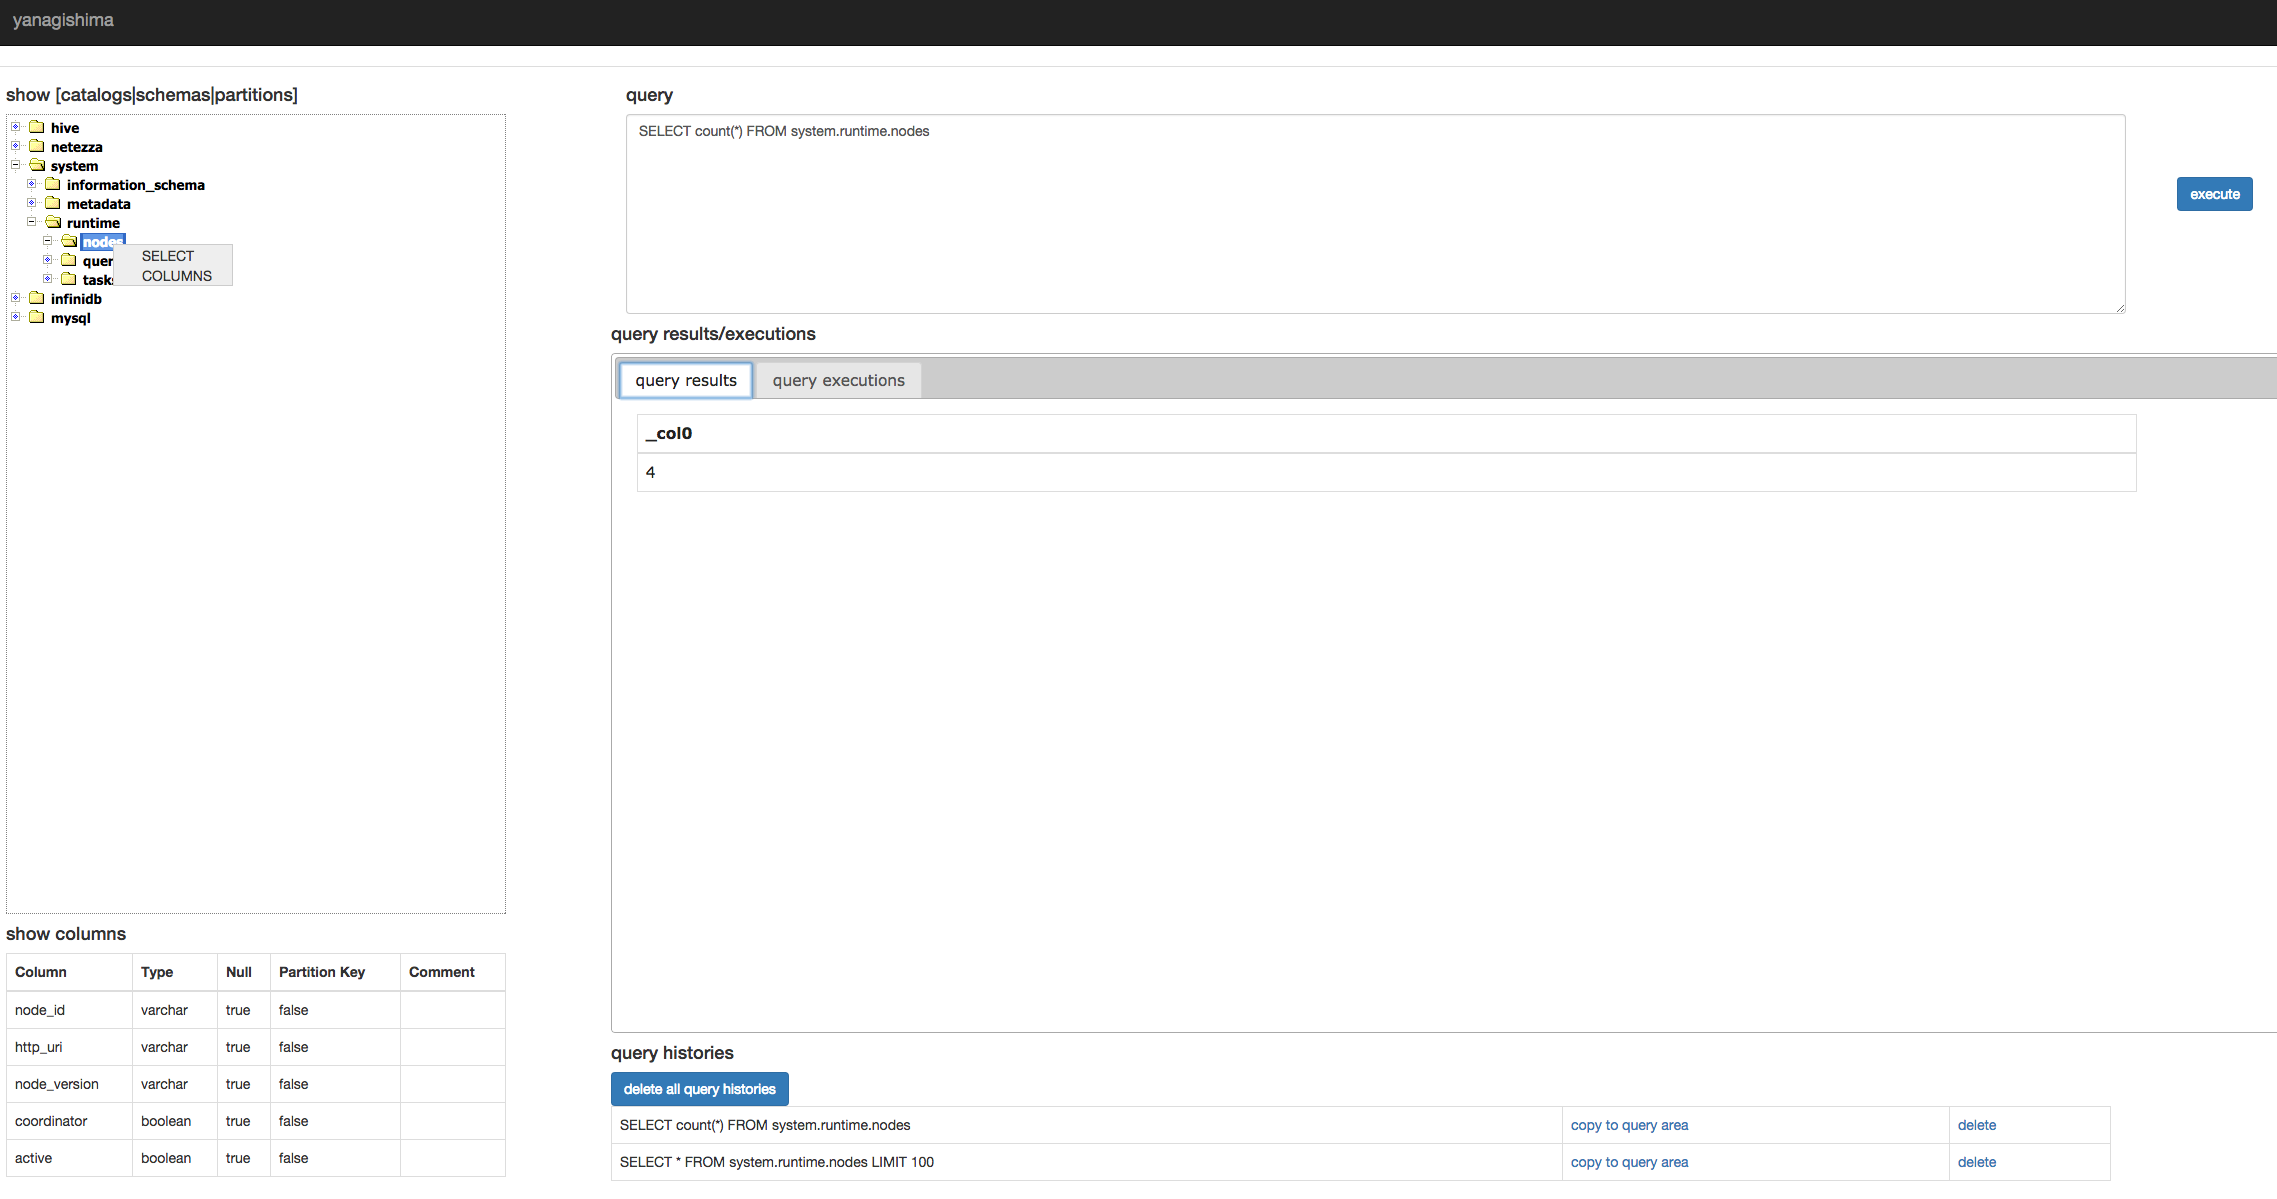 yanagishima
show [catalogs|schemas|partitions]
hive
netezza
system
information_schema
metadata
runtime
nodes
SELECT
quer
COLUMNS
task
infinidb
mysql
show columns
Column Type Null Partition Key Comment
node_id varchar true false
http_uri varchar true false
node_version varchar true false
coordinator boolean true false
active boolean true false
query
SELECT count(*) FROM system.runtime.nodes
execute
query results/executions
query results query executions
_col0
4
query histories
delete all query histories
SELECT count(*) FROM system.runtime.nodes copy to query area delete
SELECT * FROM system.runtime.nodes LIMIT 100 copy to query area delete